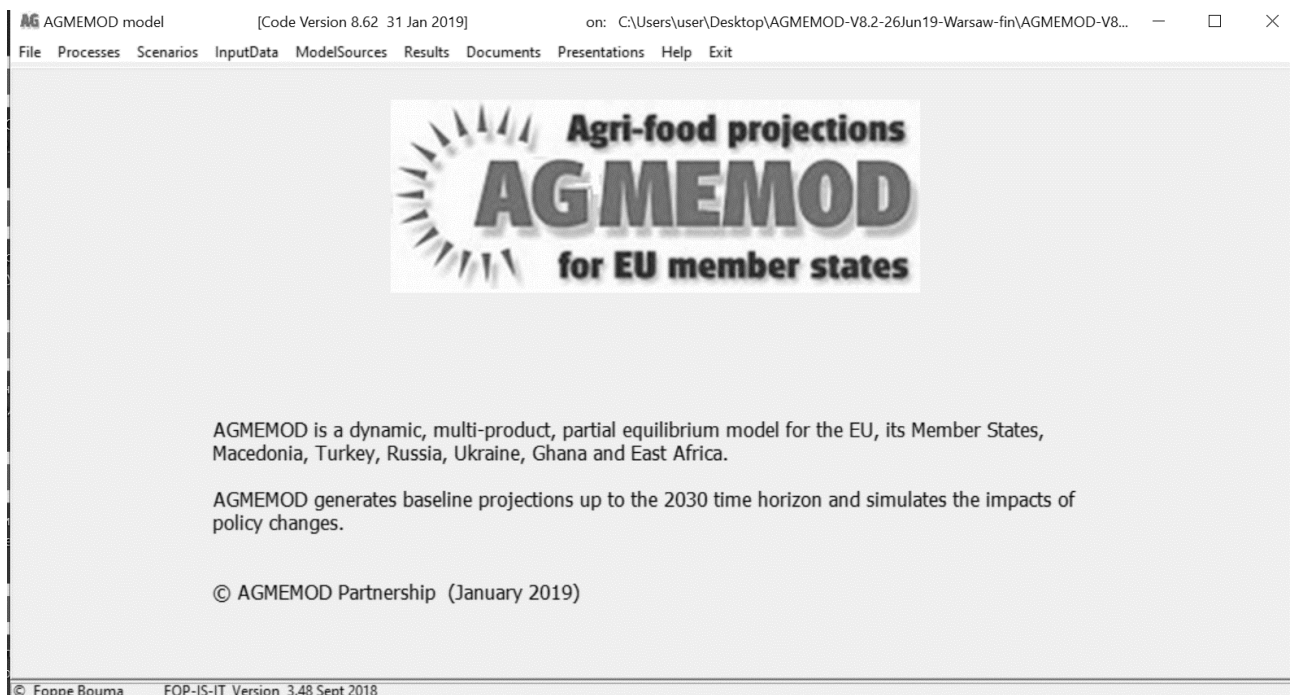 AG AGMEMOD model [Code Version 8.62 31 Jan 2019] on: C:\Users\user\Desktop\AGMEMOD-V8.2-26Jun19-Warsaw-fin\AGMEMOD-V8...
File Processes Scenarios InputData ModelSources Results Documents Presentations Help Exit
Agri-food projections
AGMEMOD
for EU member states
AGMEMOD is a dynamic, multi-product, partial equilibrium model for the EU, its Member States,
Macedonia, Turkey, Russia, Ukraine, Ghana and East Africa.
AGMEMOD generates baseline projections up to the 2030 time horizon and simulates the impacts of
policy changes.
© AGMEMOD Partnership (January 2019)
© Foppe Bouma FOP-IS-IT Version 3.48 Sept 2018